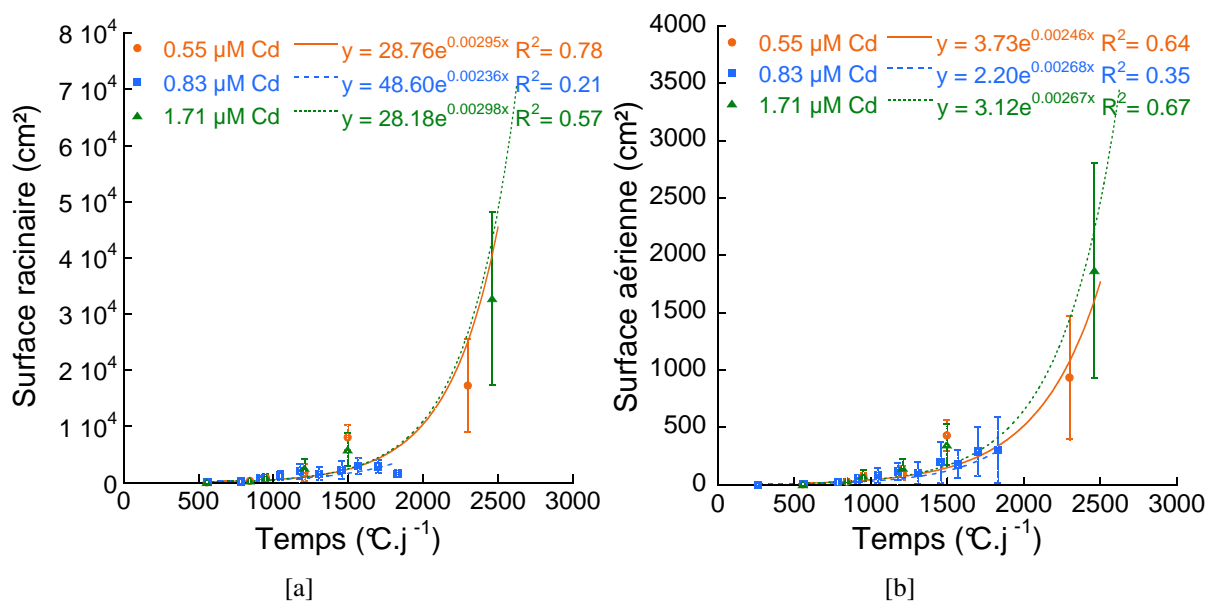 8 10⁴
7 10⁴
6 10⁴
5 10⁴
4 10⁴
3 10⁴
2 10⁴
1 10⁴
0
Surface racinaire (cm²)
0.55 µM Cd y = 28.76e^0.00295x R²= 0.78
0.83 µM Cd y = 48.60e^0.00236x R²= 0.21
1.71 µM Cd y = 28.18e^0.00298x R²= 0.57
0 500 1000 1500 2000 2500 3000
Temps (°C.j⁻¹)
[a]
4000
3500
3000
2500
2000
1500
1000
500
0
Surface aérienne (cm²)
0.55 µM Cd y = 3.73e^0.00246x R²= 0.64
0.83 µM Cd y = 2.20e^0.00268x R²= 0.35
1.71 µM Cd y = 3.12e^0.00267x R²= 0.67
0 500 1000 1500 2000 2500 3000
Temps (°C.j⁻¹)
[b]